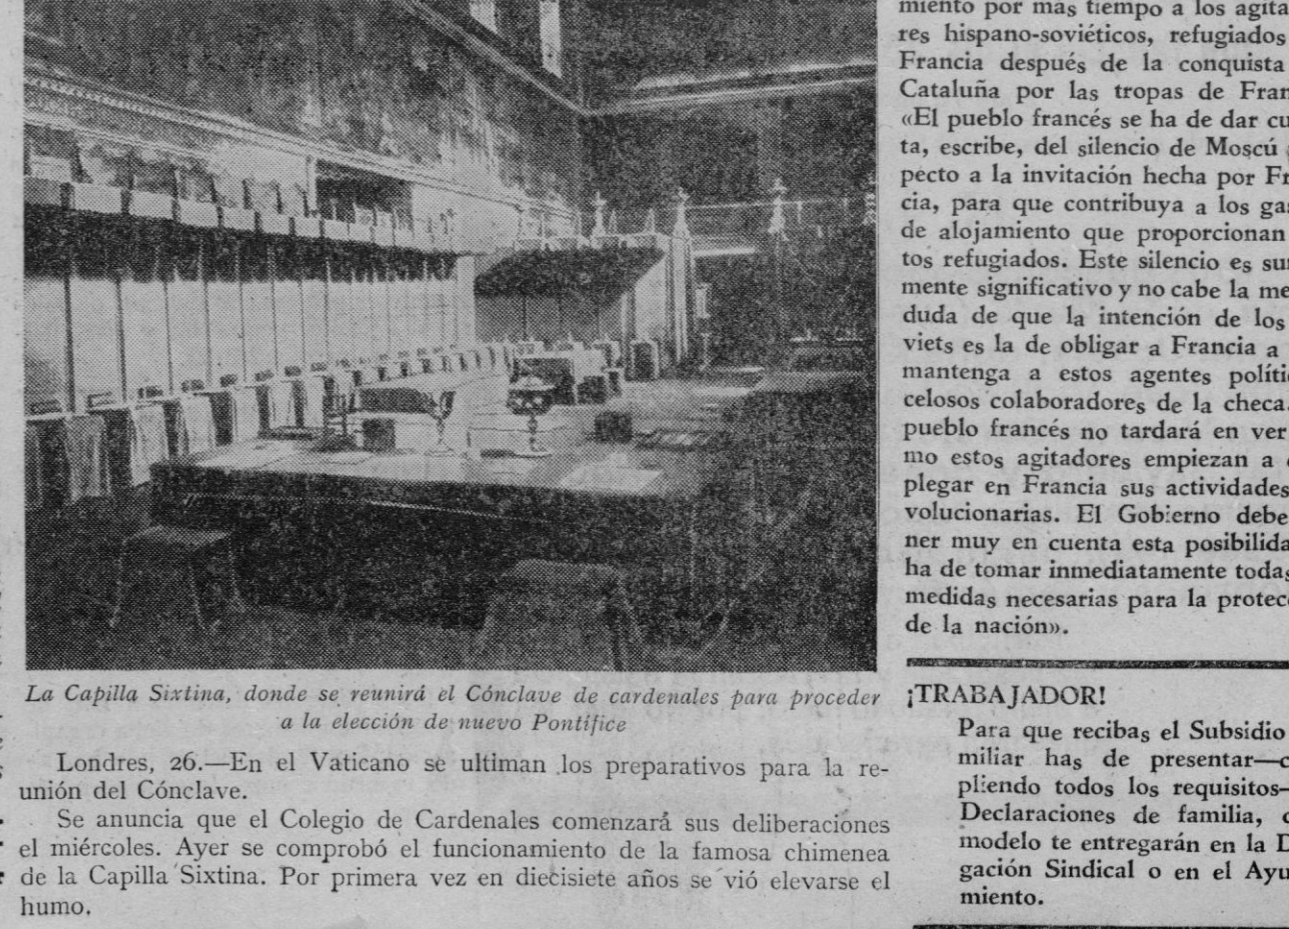 La Capilla Sixtina, donde se reunirá el Cónclave de cardenales para proceder
a la elección de nuevo Pontífice
Londres, 26.—En el Vaticano se ultiman los preparativos para la re-
unión del Cónclave.
Se anuncia que el Colegio de Cardenales comenzará sus deliberaciones
el miércoles. Ayer se comprobó el funcionamiento de la famosa chimenea
de la Capilla Sixtina. Por primera vez en diecisiete años se vió elevarse el
humo.
miento por más tiempo a los agita
res hispano-soviéticos, refugiados
Francia después de la conquista
Cataluña por las tropas de Fran
«El pueblo francés se ha de dar cu
ta, escribe, del silencio de Moscú
pecto a la invitación hecha por Fr
cia, para que contribuya a los gas
de alojamiento que proporcionan
tos refugiados. Este silencio es su
mente significativo y no cabe la me
duda de que la intención de los
viets es la de obligar a Francia a
mantenga a estos agentes políti
celosos colaboradores de la checa.
pueblo francés no tardará en ver
mo estos agitadores empiezan a
plegar en Francia sus actividades
volucionarias. El Gobierno debe
ner muy en cuenta esta posibilida
ha de tomar inmediatamente todas
medidas necesarias para la protec
de la nación».
¡TRABAJADOR!
Para que recibas el Subsidio
miliar has de presentar—c
pliendo todos los requisitos—
Declaraciones de familia, c
modelo te entregarán en la D
gación Sindical o en el Ayu
miento.